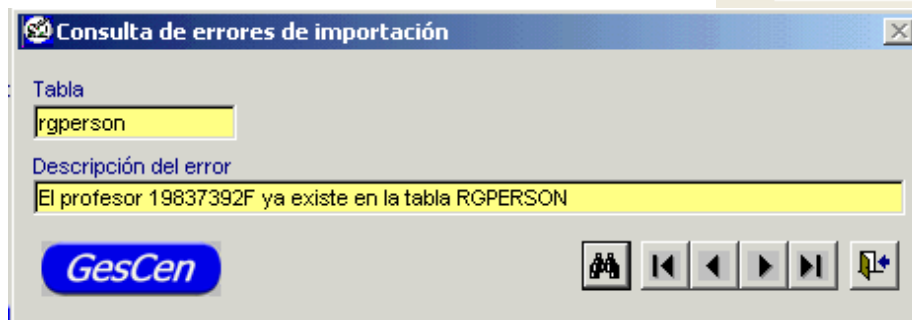 Consulta de errores de importación
Tabla
rgperson
Descripción del error
El profesor 19837392F ya existe en la tabla RGPERSON
GesCen